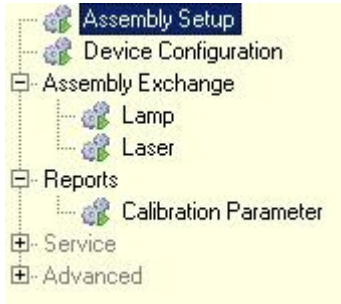 Assembly Setup
Device Configuration
Assembly Exchange
Lamp
Laser
Reports
Calibration Parameter
Service
Advanced